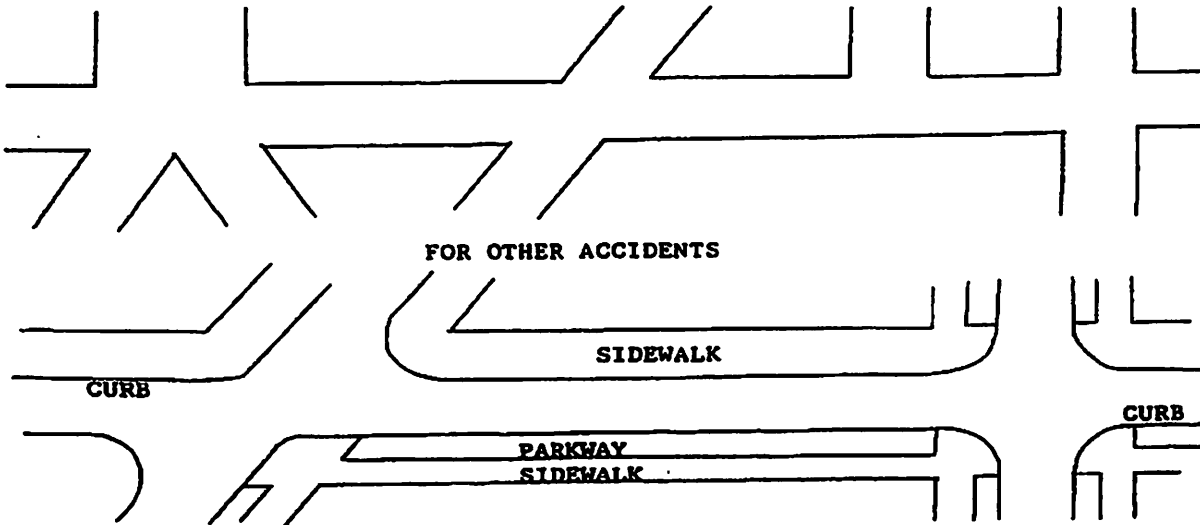 FOR OTHER ACCIDENTS
SIDEWALK
CURB
CURB
PARKWAY
SIDEWALK